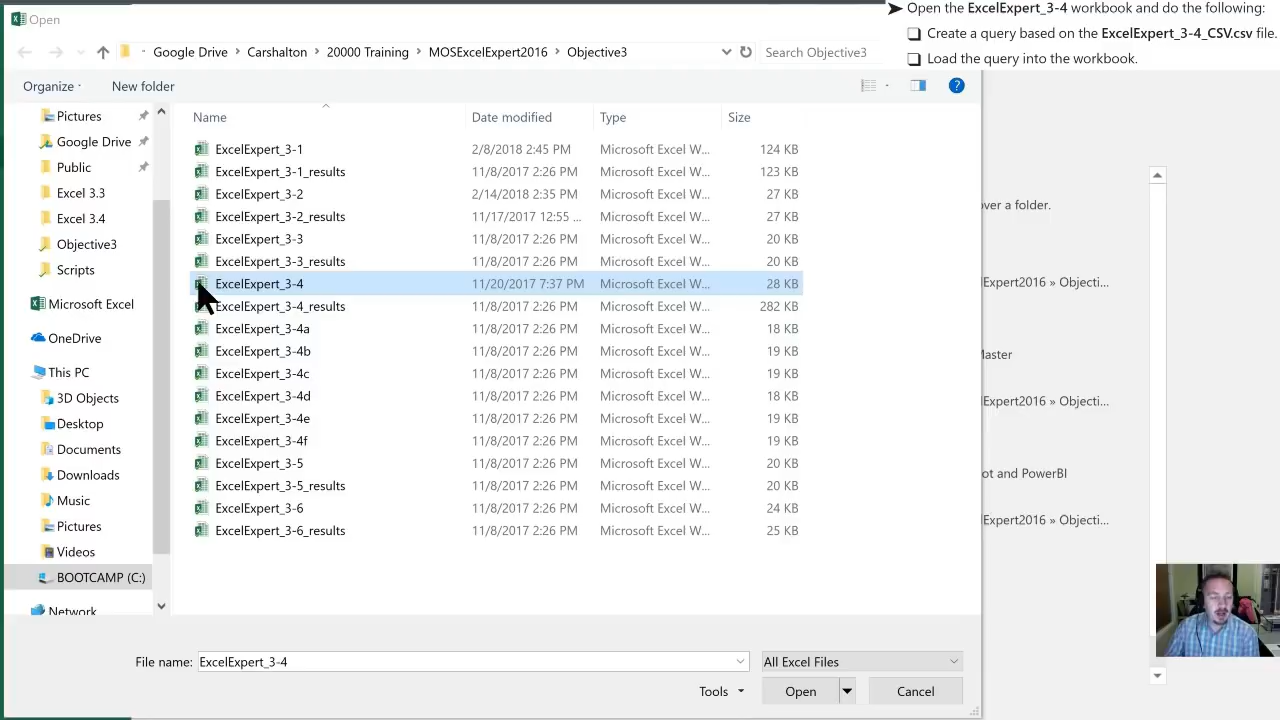 Open
Open the ExcelExpert_3-4 workbook and do the following:
Create a query based on the ExcelExpert_3-4_CSV.csv file.
Load the query into the workbook.
Google Drive › Carshalton › 20000 Training › MOSExcelExpert2016 › Objective3
Search Objective3
Organize
New folder
Pictures
Google Drive
Public
Excel 3.3
Excel 3.4
Objective3
Scripts
Microsoft Excel
OneDrive
This PC
3D Objects
Desktop
Documents
Downloads
Music
Pictures
Videos
BOOTCAMP (C:)
Network
Name Date modified Type Size
ExcelExpert_3-1 2/8/2018 2:45 PM Microsoft Excel W... 124 KB
ExcelExpert_3-1_results 11/8/2017 2:26 PM Microsoft Excel W... 123 KB
ExcelExpert_3-2 2/14/2018 2:35 PM Microsoft Excel W... 27 KB
ExcelExpert_3-2_results 11/17/2017 12:55 ... Microsoft Excel W... 27 KB
ExcelExpert_3-3 11/8/2017 2:26 PM Microsoft Excel W... 20 KB
ExcelExpert_3-3_results 11/8/2017 2:26 PM Microsoft Excel W... 20 KB
ExcelExpert_3-4 11/20/2017 7:37 PM Microsoft Excel W... 28 KB
ExcelExpert_3-4_results 11/8/2017 2:26 PM Microsoft Excel W... 282 KB
ExcelExpert_3-4a 11/8/2017 2:26 PM Microsoft Excel W... 18 KB
ExcelExpert_3-4b 11/8/2017 2:26 PM Microsoft Excel W... 19 KB
ExcelExpert_3-4c 11/8/2017 2:26 PM Microsoft Excel W... 19 KB
ExcelExpert_3-4d 11/8/2017 2:26 PM Microsoft Excel W... 18 KB
ExcelExpert_3-4e 11/8/2017 2:26 PM Microsoft Excel W... 19 KB
ExcelExpert_3-4f 11/8/2017 2:26 PM Microsoft Excel W... 19 KB
ExcelExpert_3-5 11/8/2017 2:26 PM Microsoft Excel W... 20 KB
ExcelExpert_3-5_results 11/8/2017 2:26 PM Microsoft Excel W... 20 KB
ExcelExpert_3-6 11/8/2017 2:26 PM Microsoft Excel W... 24 KB
ExcelExpert_3-6_results 11/8/2017 2:26 PM Microsoft Excel W... 25 KB
over a folder.
Expert2016 » Objecti...
Master
Expert2016 » Objecti...
ot and PowerBI
Expert2016 » Objecti...
File name: ExcelExpert_3-4
All Excel Files
Tools
Open
Cancel